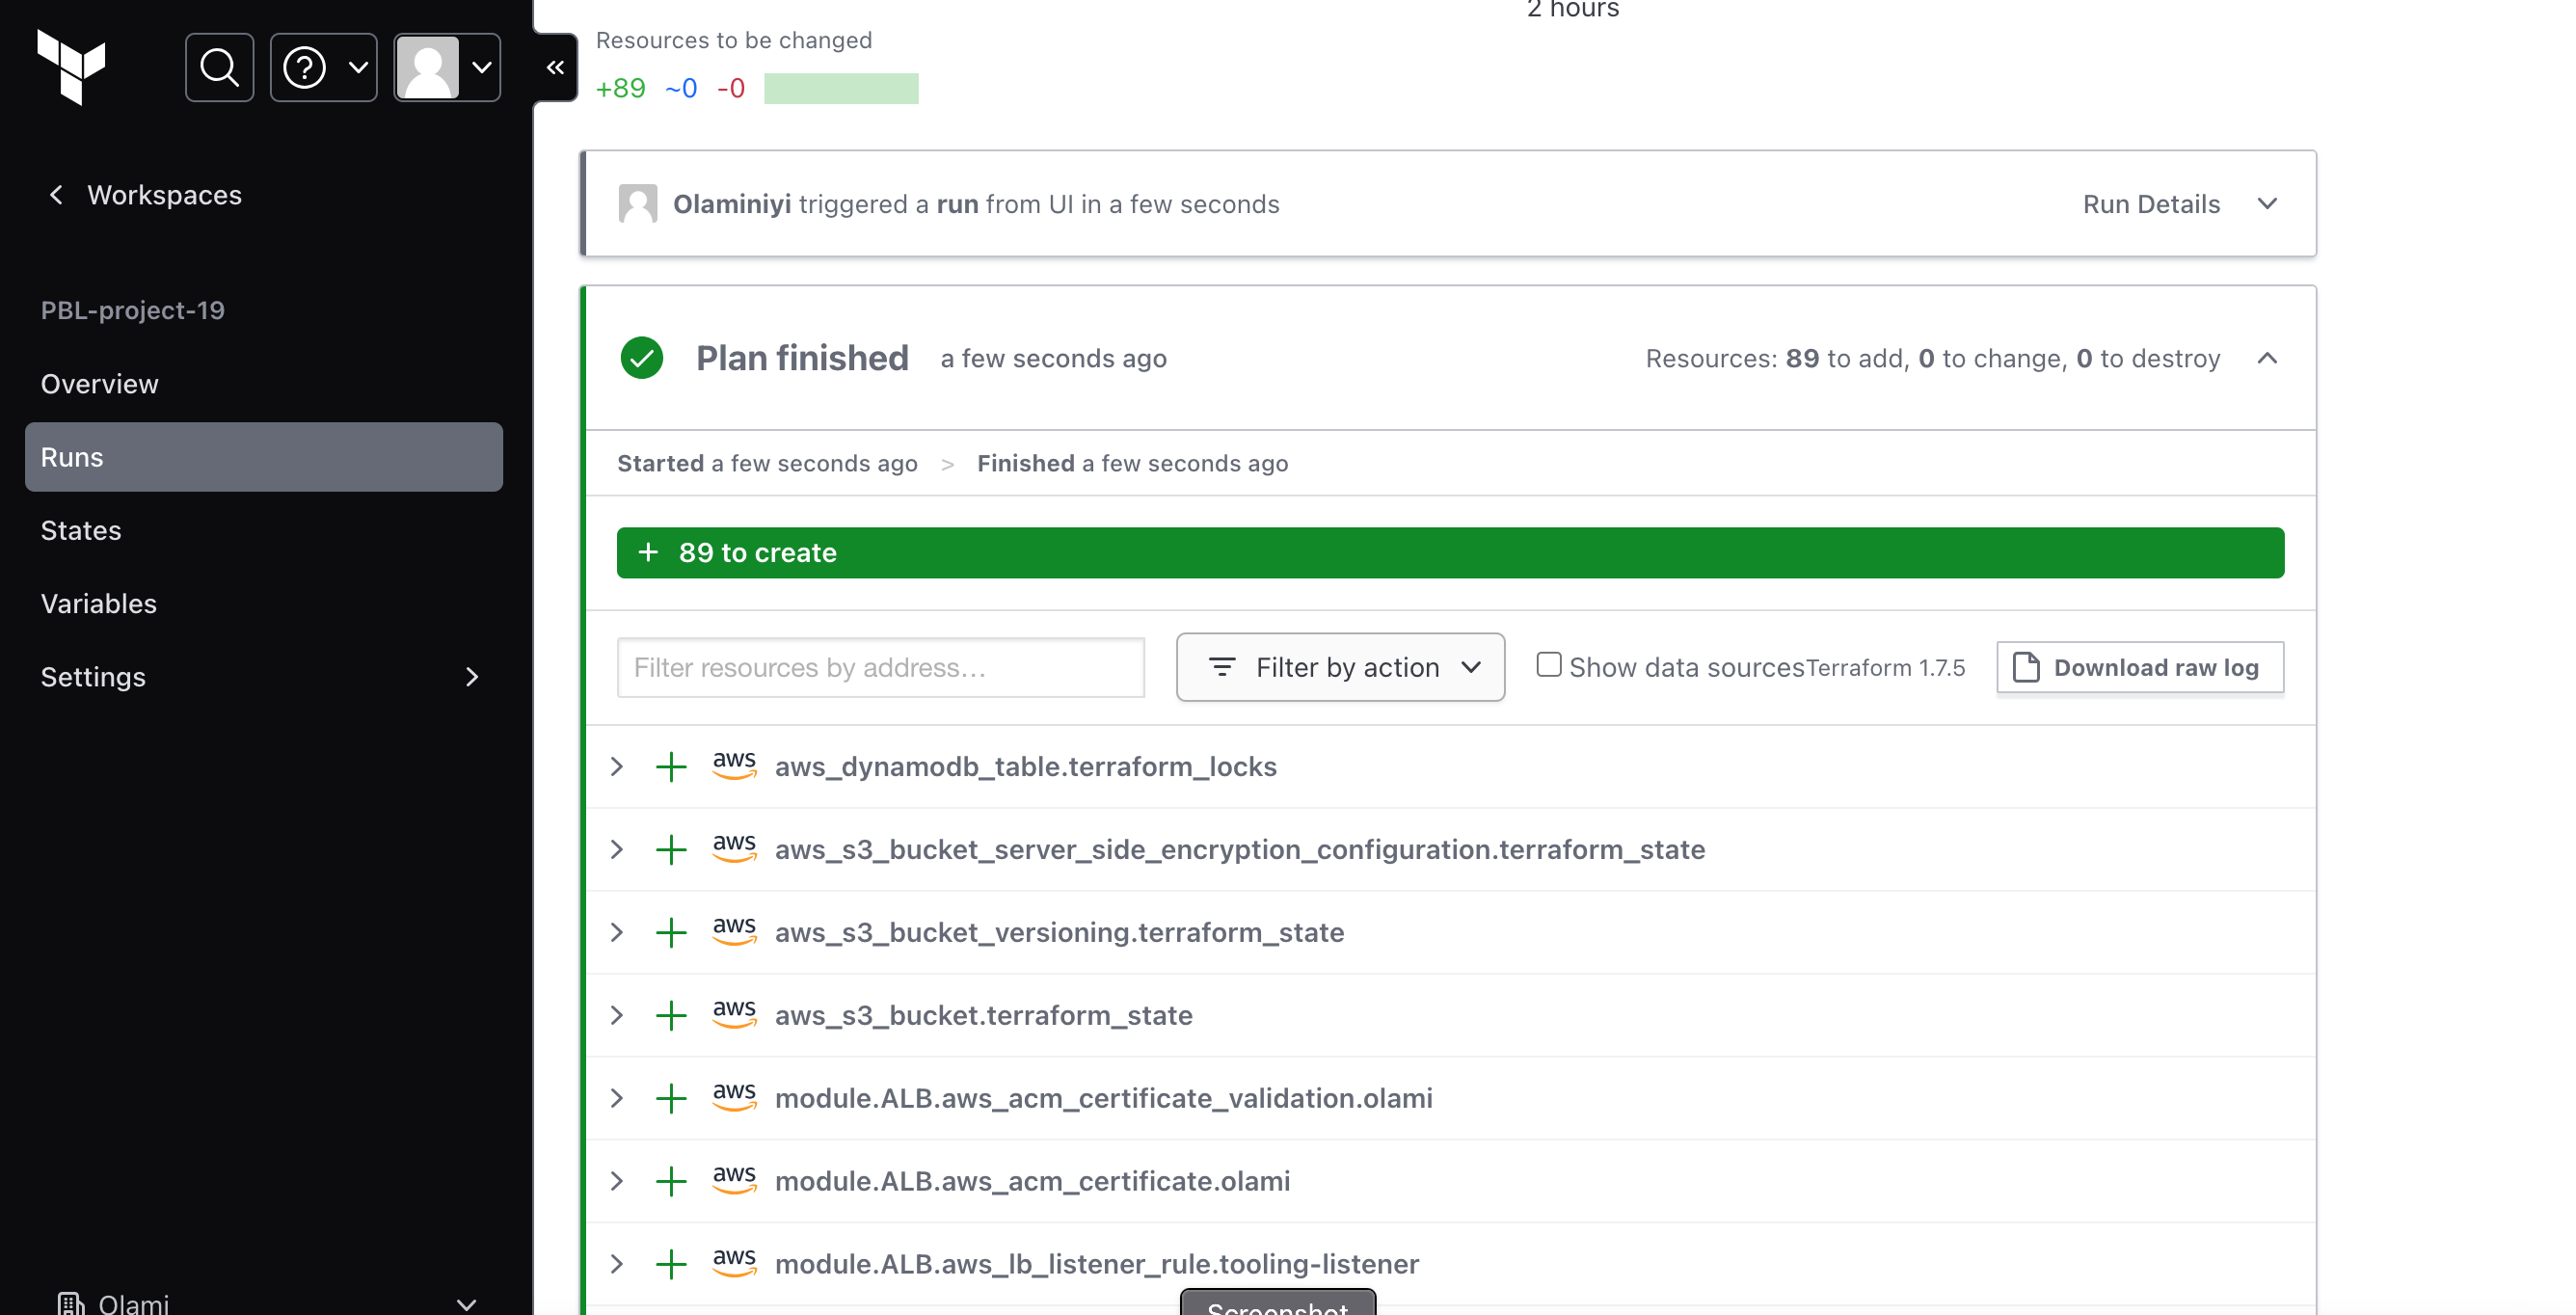 2 hours
Resources to be changed
+89 ~0 -0
Workspaces
PBL-project-19
Overview
Runs
States
Variables
Settings
Olami
Olaminiyi triggered a run from UI in a few seconds
Run Details
Plan finished a few seconds ago
Resources: 89 to add, 0 to change, 0 to destroy
Started a few seconds ago > Finished a few seconds ago
+ 89 to create
Filter resources by address...
Filter by action
Show data sources
Terraform 1.7.5
Download raw log
aws aws_dynamodb_table.terraform_locks
aws aws_s3_bucket_server_side_encryption_configuration.terraform_state
aws aws_s3_bucket_versioning.terraform_state
aws aws_s3_bucket.terraform_state
aws module.ALB.aws_acm_certificate_validation.olami
aws module.ALB.aws_acm_certificate.olami
aws module.ALB.aws_lb_listener_rule.tooling-listener
Screenshot